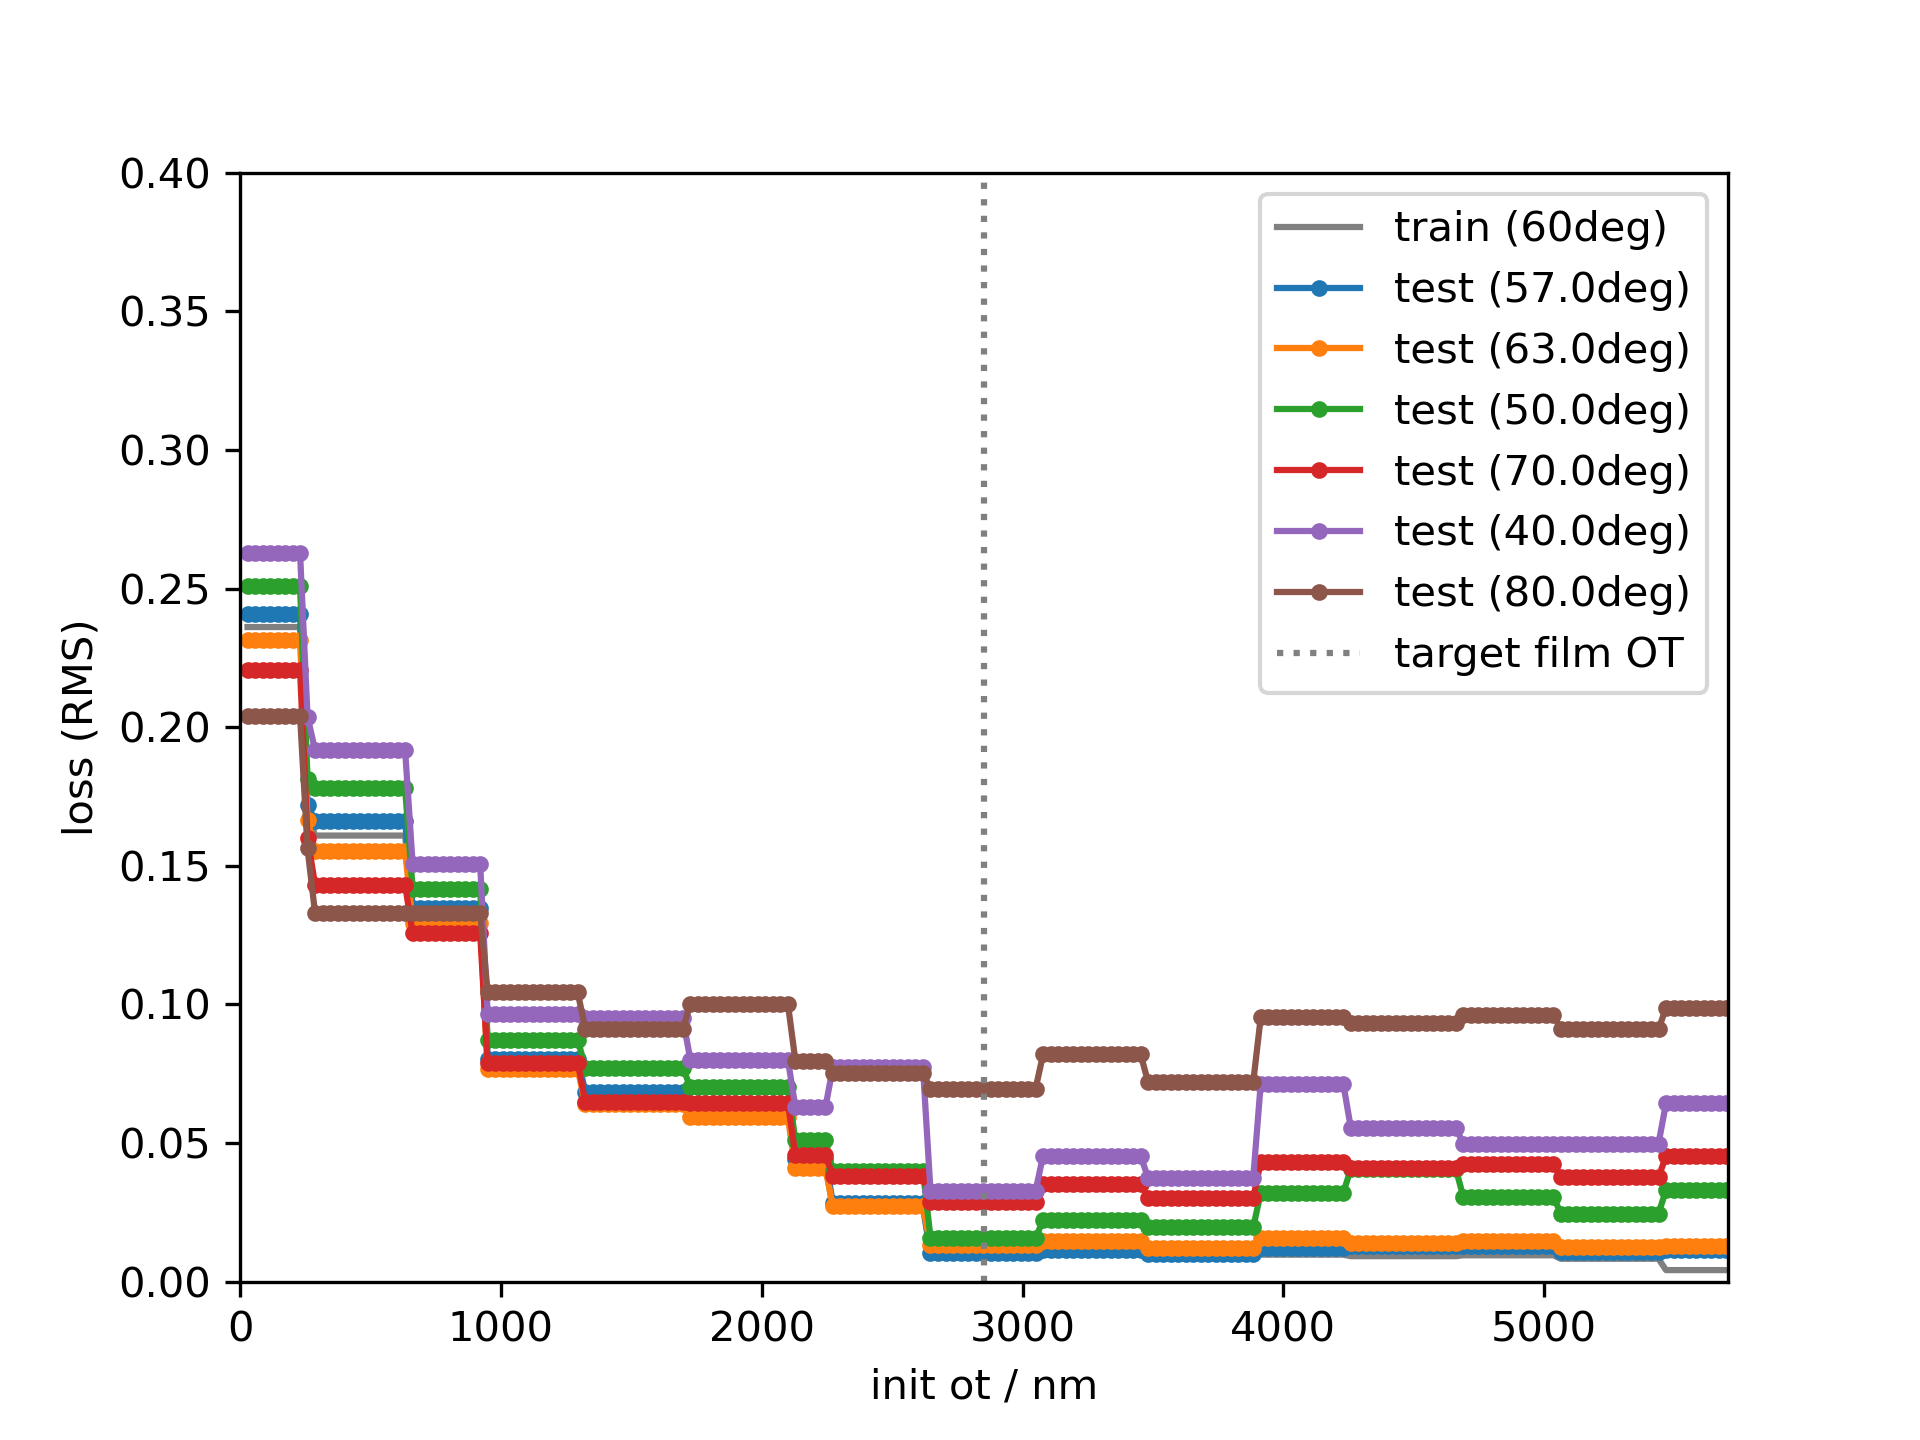 0.40
0.35
0.30
0.25
0.20
0.15
0.10
0.05
0.00
loss (RMS)
0 1000 2000 3000 4000 5000
init ot / nm
train (60deg)
test (57.0deg)
test (63.0deg)
test (50.0deg)
test (70.0deg)
test (40.0deg)
test (80.0deg)
target film OT